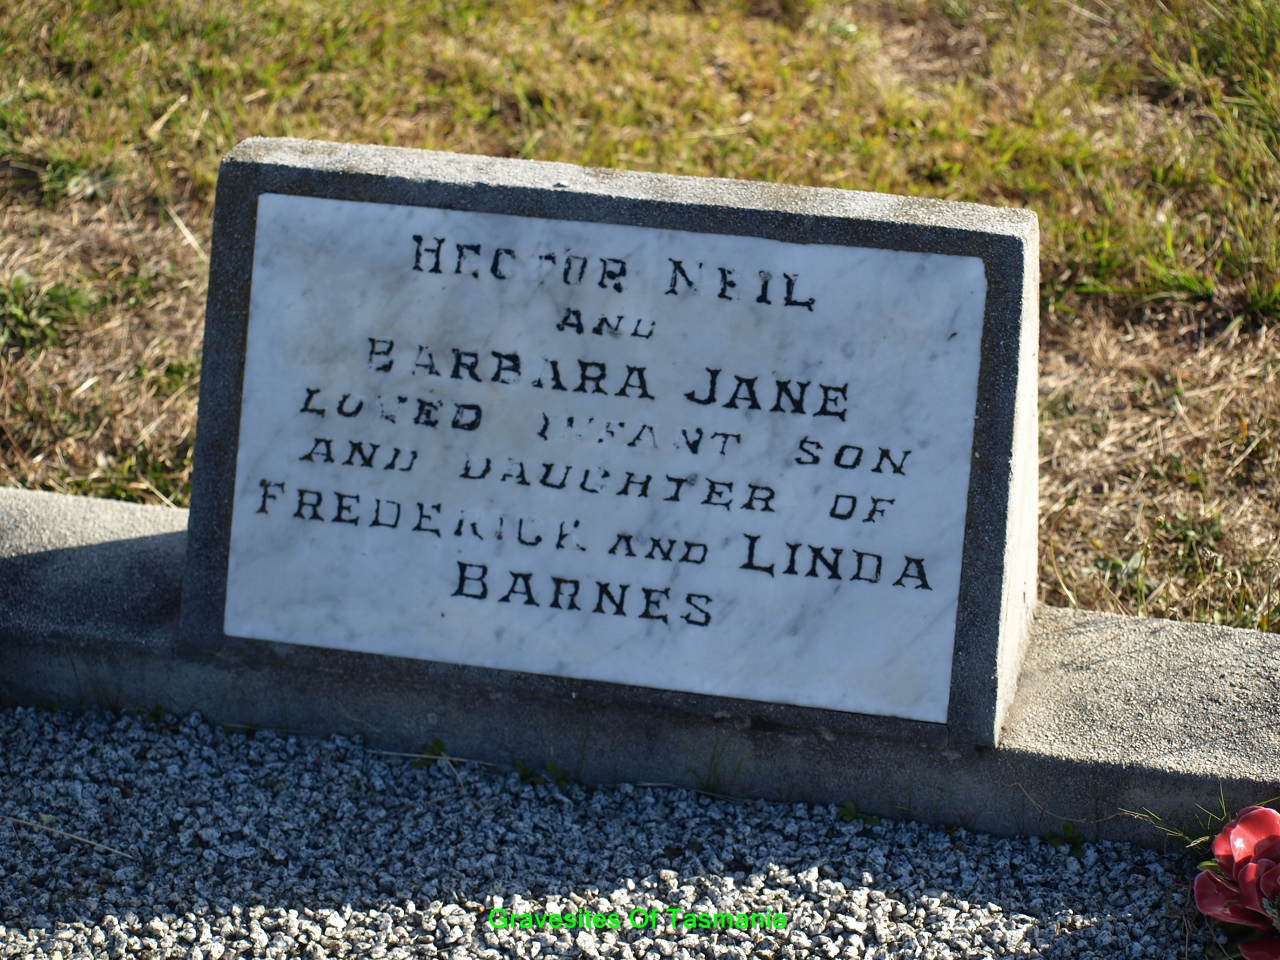 HECTOR NEIL
AND
BARBARA JANE
LOVED INFANT SON
AND DAUGHTER OF
FREDERICK AND LINDA
BARNES
Gravesites Of Tasmania